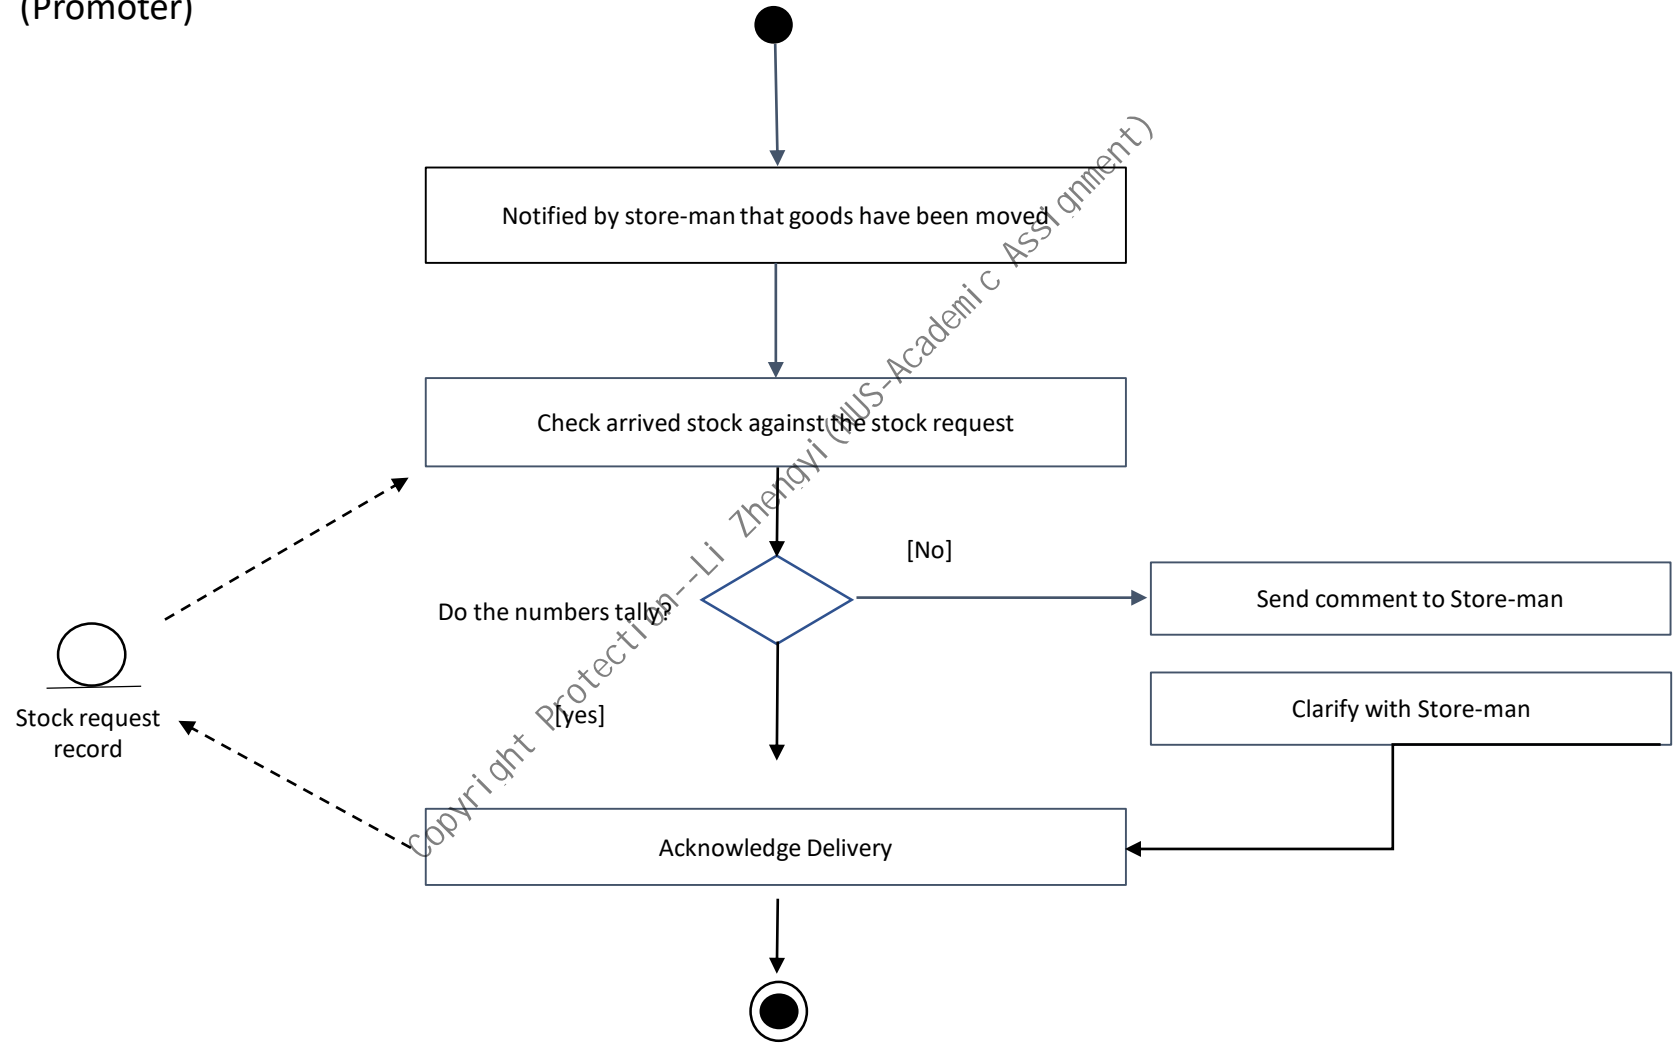 (Promoter)
Notified by store-man that goods have been moved
Check arrived stock against the stock request
[No]
Send comment to Store-man
Do the numbers tally?
Clarify with Store-man
[yes]
Stock request
record
Acknowledge Delivery
Copyright Protection--Li Zhengyi(NUS-Academic Assignment)